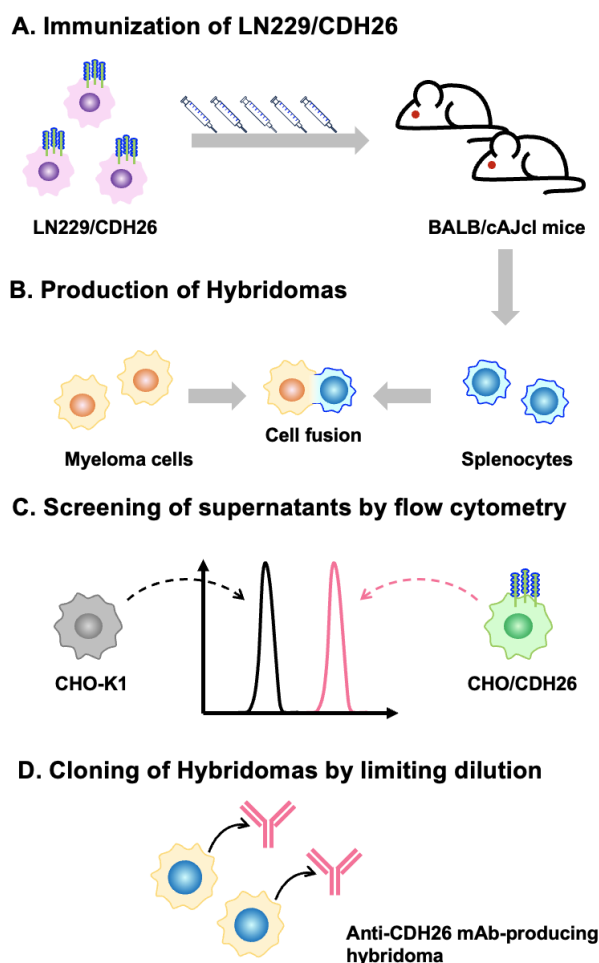 A. Immunization of LN229/CDH26
LN229/CDH26
BALB/cAJcl mice
B. Production of Hybridomas
Cell fusion
Myeloma cells
Splenocytes
C. Screening of supernatants by flow cytometry
CHO-K1
CHO/CDH26
D. Cloning of Hybridomas by limiting dilution
Anti-CDH26 mAb-producing
hybridoma